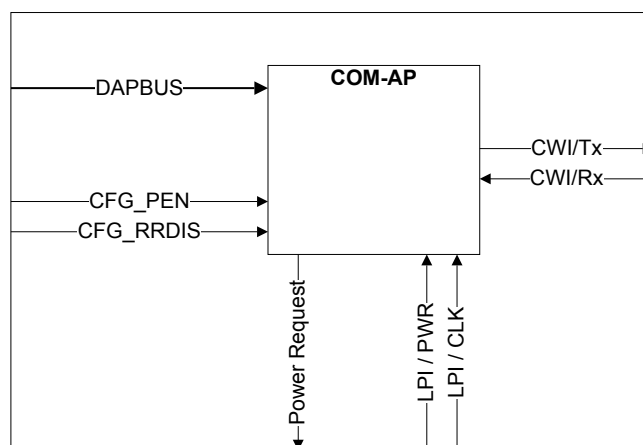 COM-AP
DAPBUS
CWI/Tx
CWI/Rx
CFG_PEN
CFG_RRDIS
Power Request
LPI / PWR
LPI / CLK